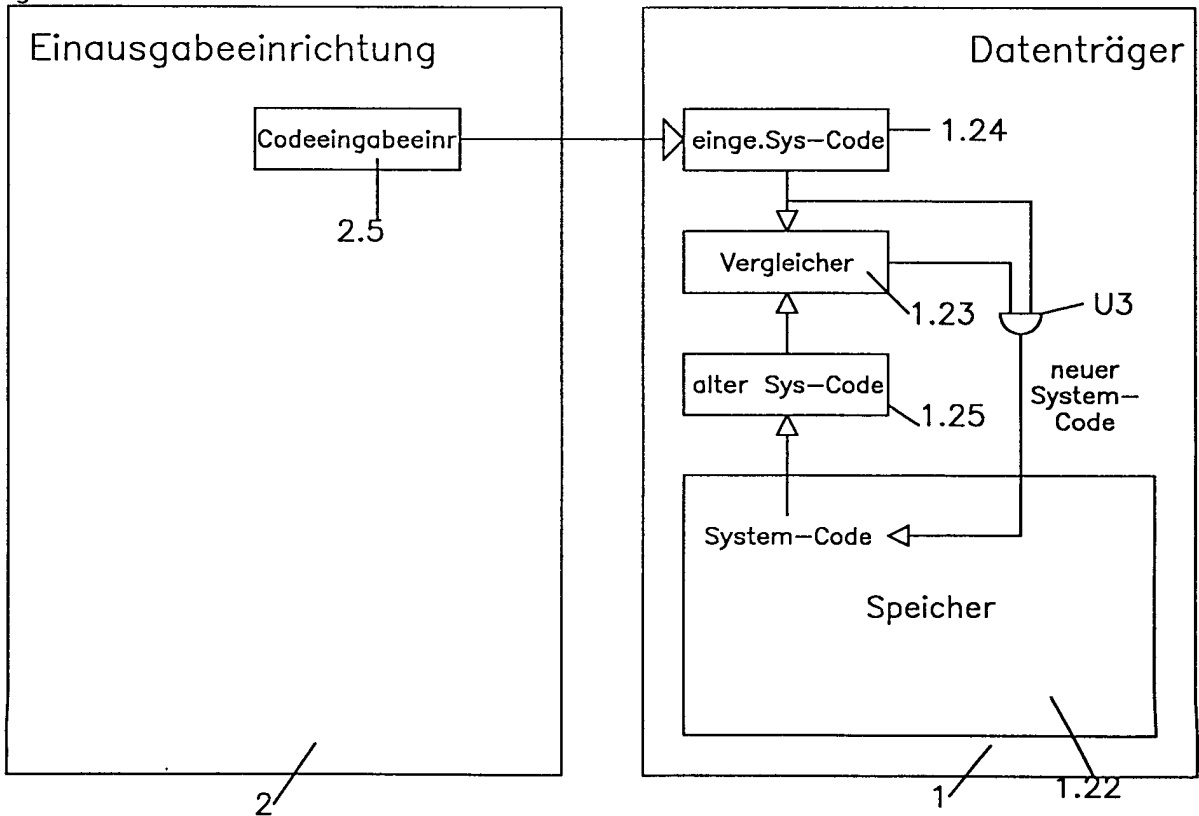 Einausgabeeinrichtung
Datenträger
Codeeingabeeinr
einge.Sys-Code
1.24
2.5
Vergleicher
1.23
U3
alter Sys-Code
1.25
neuer
System-
Code
System-Code
Speicher
2
1
1.22